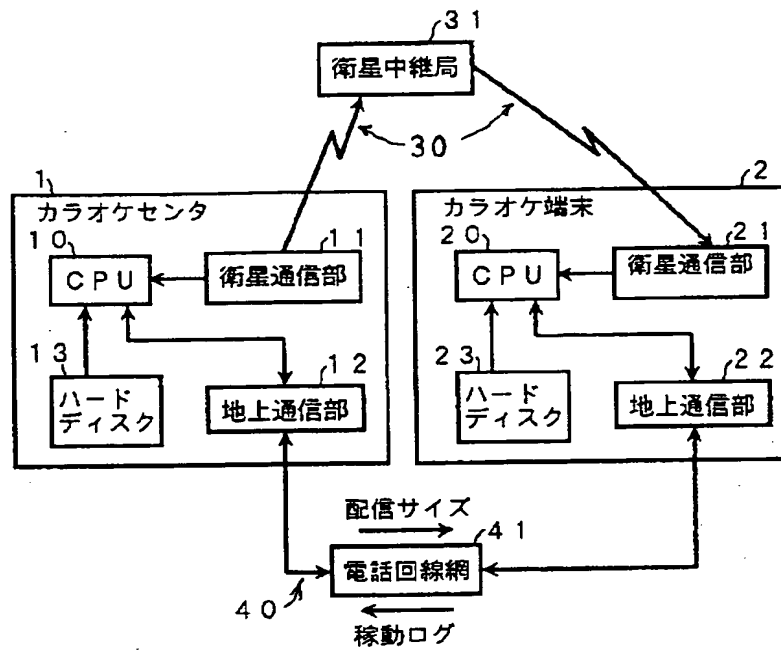 31
衛星中継局
30
1
カラオケセンタ
10
CPU
11
衛星通信部
13
ハード
ディスク
12
地上通信部
2
カラオケ端末
20
CPU
21
衛星通信部
23
ハード
ディスク
22
地上通信部
配信サイズ
41
電話回線網
40
稼動ログ